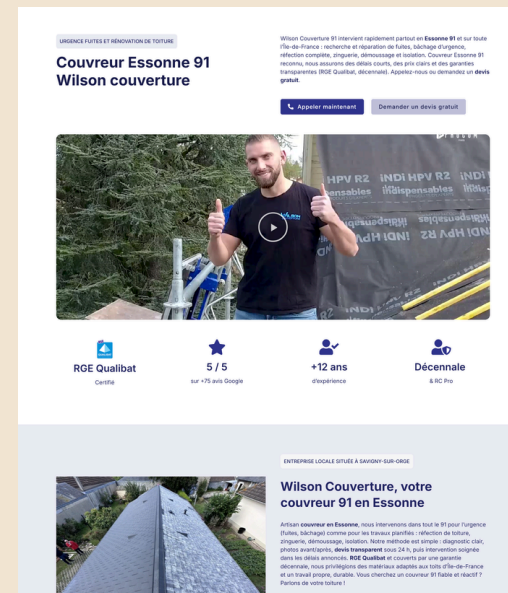 URGENCE FUITES ET RÉNOVATION DE TOITURE
Couvreur Essonne 91
Wilson couverture
Wilson Couverture 91 intervient rapidement partout en Essonne 91 et sur toute
l'Île-de-France : recherche et réparation de fuites, bâchage d'urgence,
réfection complète, zinguerie, démoussage et isolation. Couvreur Essonne 91
reconnu, nous assurons des délais courts, des prix clairs et des garanties
transparentes (RGE Qualibat, décennale). Appelez-nous ou demandez un devis
gratuit.
Appeler maintenant
Demander un devis gratuit
HPV R2 INDI HPV R2 INDI
ensables indispensables indisp
RGE Qualibat
Certifié
5 / 5
sur +75 avis Google
+12 ans
d'expérience
Décennale
& RC Pro
ENTREPRISE LOCALE SITUÉE À SAVIGNY-SUR-ORGE
Wilson Couverture, votre
couvreur 91 en Essonne
Artisan couvreur en Essonne, nous intervenons dans tout le 91 pour l'urgence
(fuites, bâchage) comme pour les travaux planifiés : réfection de toiture,
zinguerie, démoussage, isolation. Notre méthode est simple : diagnostic clair,
photos avant/après, devis transparent sous 24 h, puis intervention soignée
dans les délais annoncés. RGE Qualibat et couverts par une garantie
décennale, nous privilégions des matériaux adaptés aux toits d'Île-de-France
et un travail propre, durable. Vous cherchez un couvreur 91 fiable et réactif ?
Parlons de votre toiture !